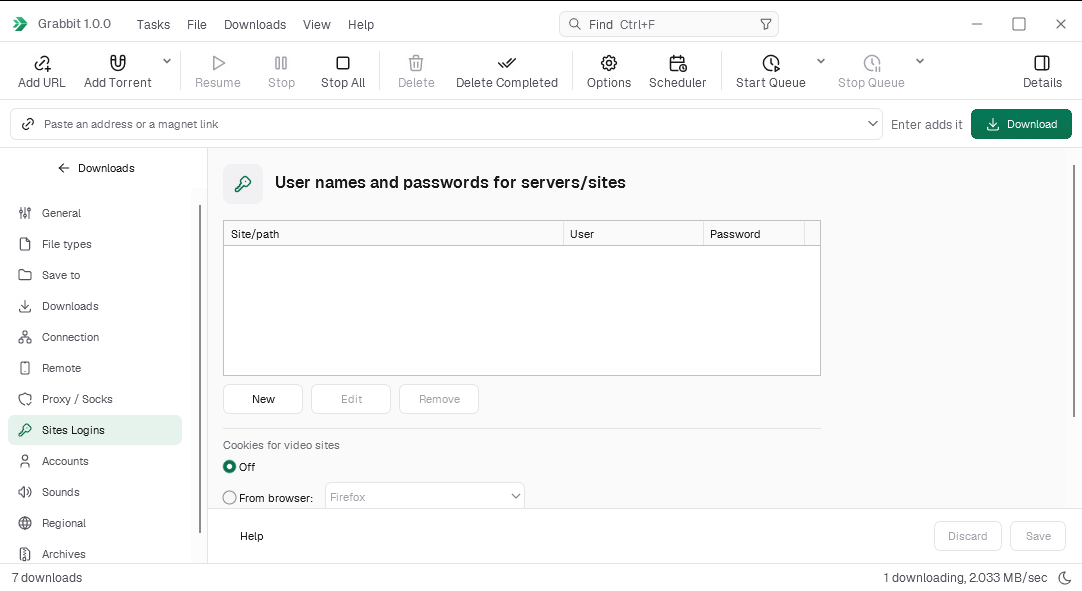 Grabbit 1.0.0 Tasks File Downloads View Help Find Ctrl+F
Add URL Add Torrent Resume Stop Stop All Delete Delete Completed Options Scheduler Start Queue Stop Queue Details
Paste an address or a magnet link Enter adds it Download
Downloads
General
File types
Save to
Downloads
Connection
Remote
Proxy / Socks
Sites Logins
Accounts
Sounds
Regional
Archives
User names and passwords for servers/sites
Site/path User Password
New Edit Remove
Cookies for video sites
Off
From browser: Firefox
Help Discard Save
7 downloads 1 downloading, 2.033 MB/sec